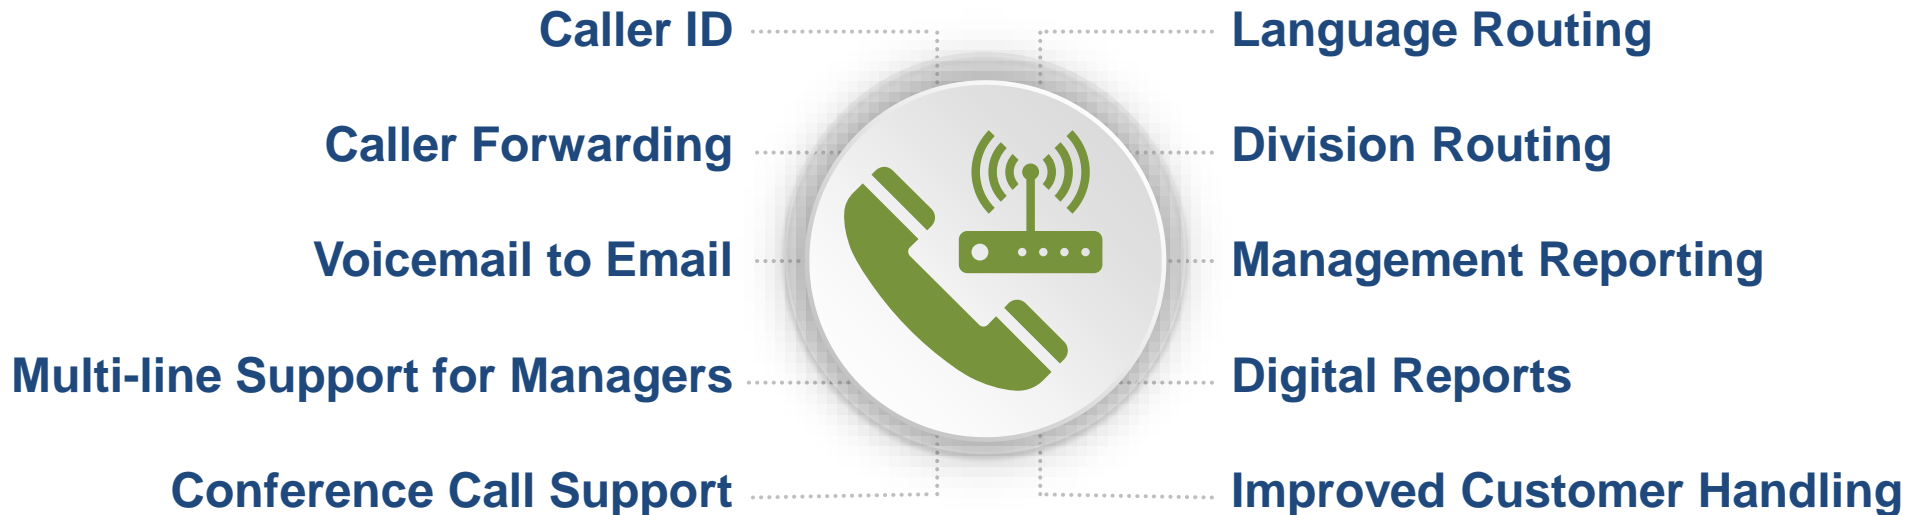 Caller ID
Caller Forwarding
Voicemail to Email
Multi-line Support for Managers
Conference Call Support
Language Routing
Division Routing
Management Reporting
Digital Reports
Improved Customer Handling